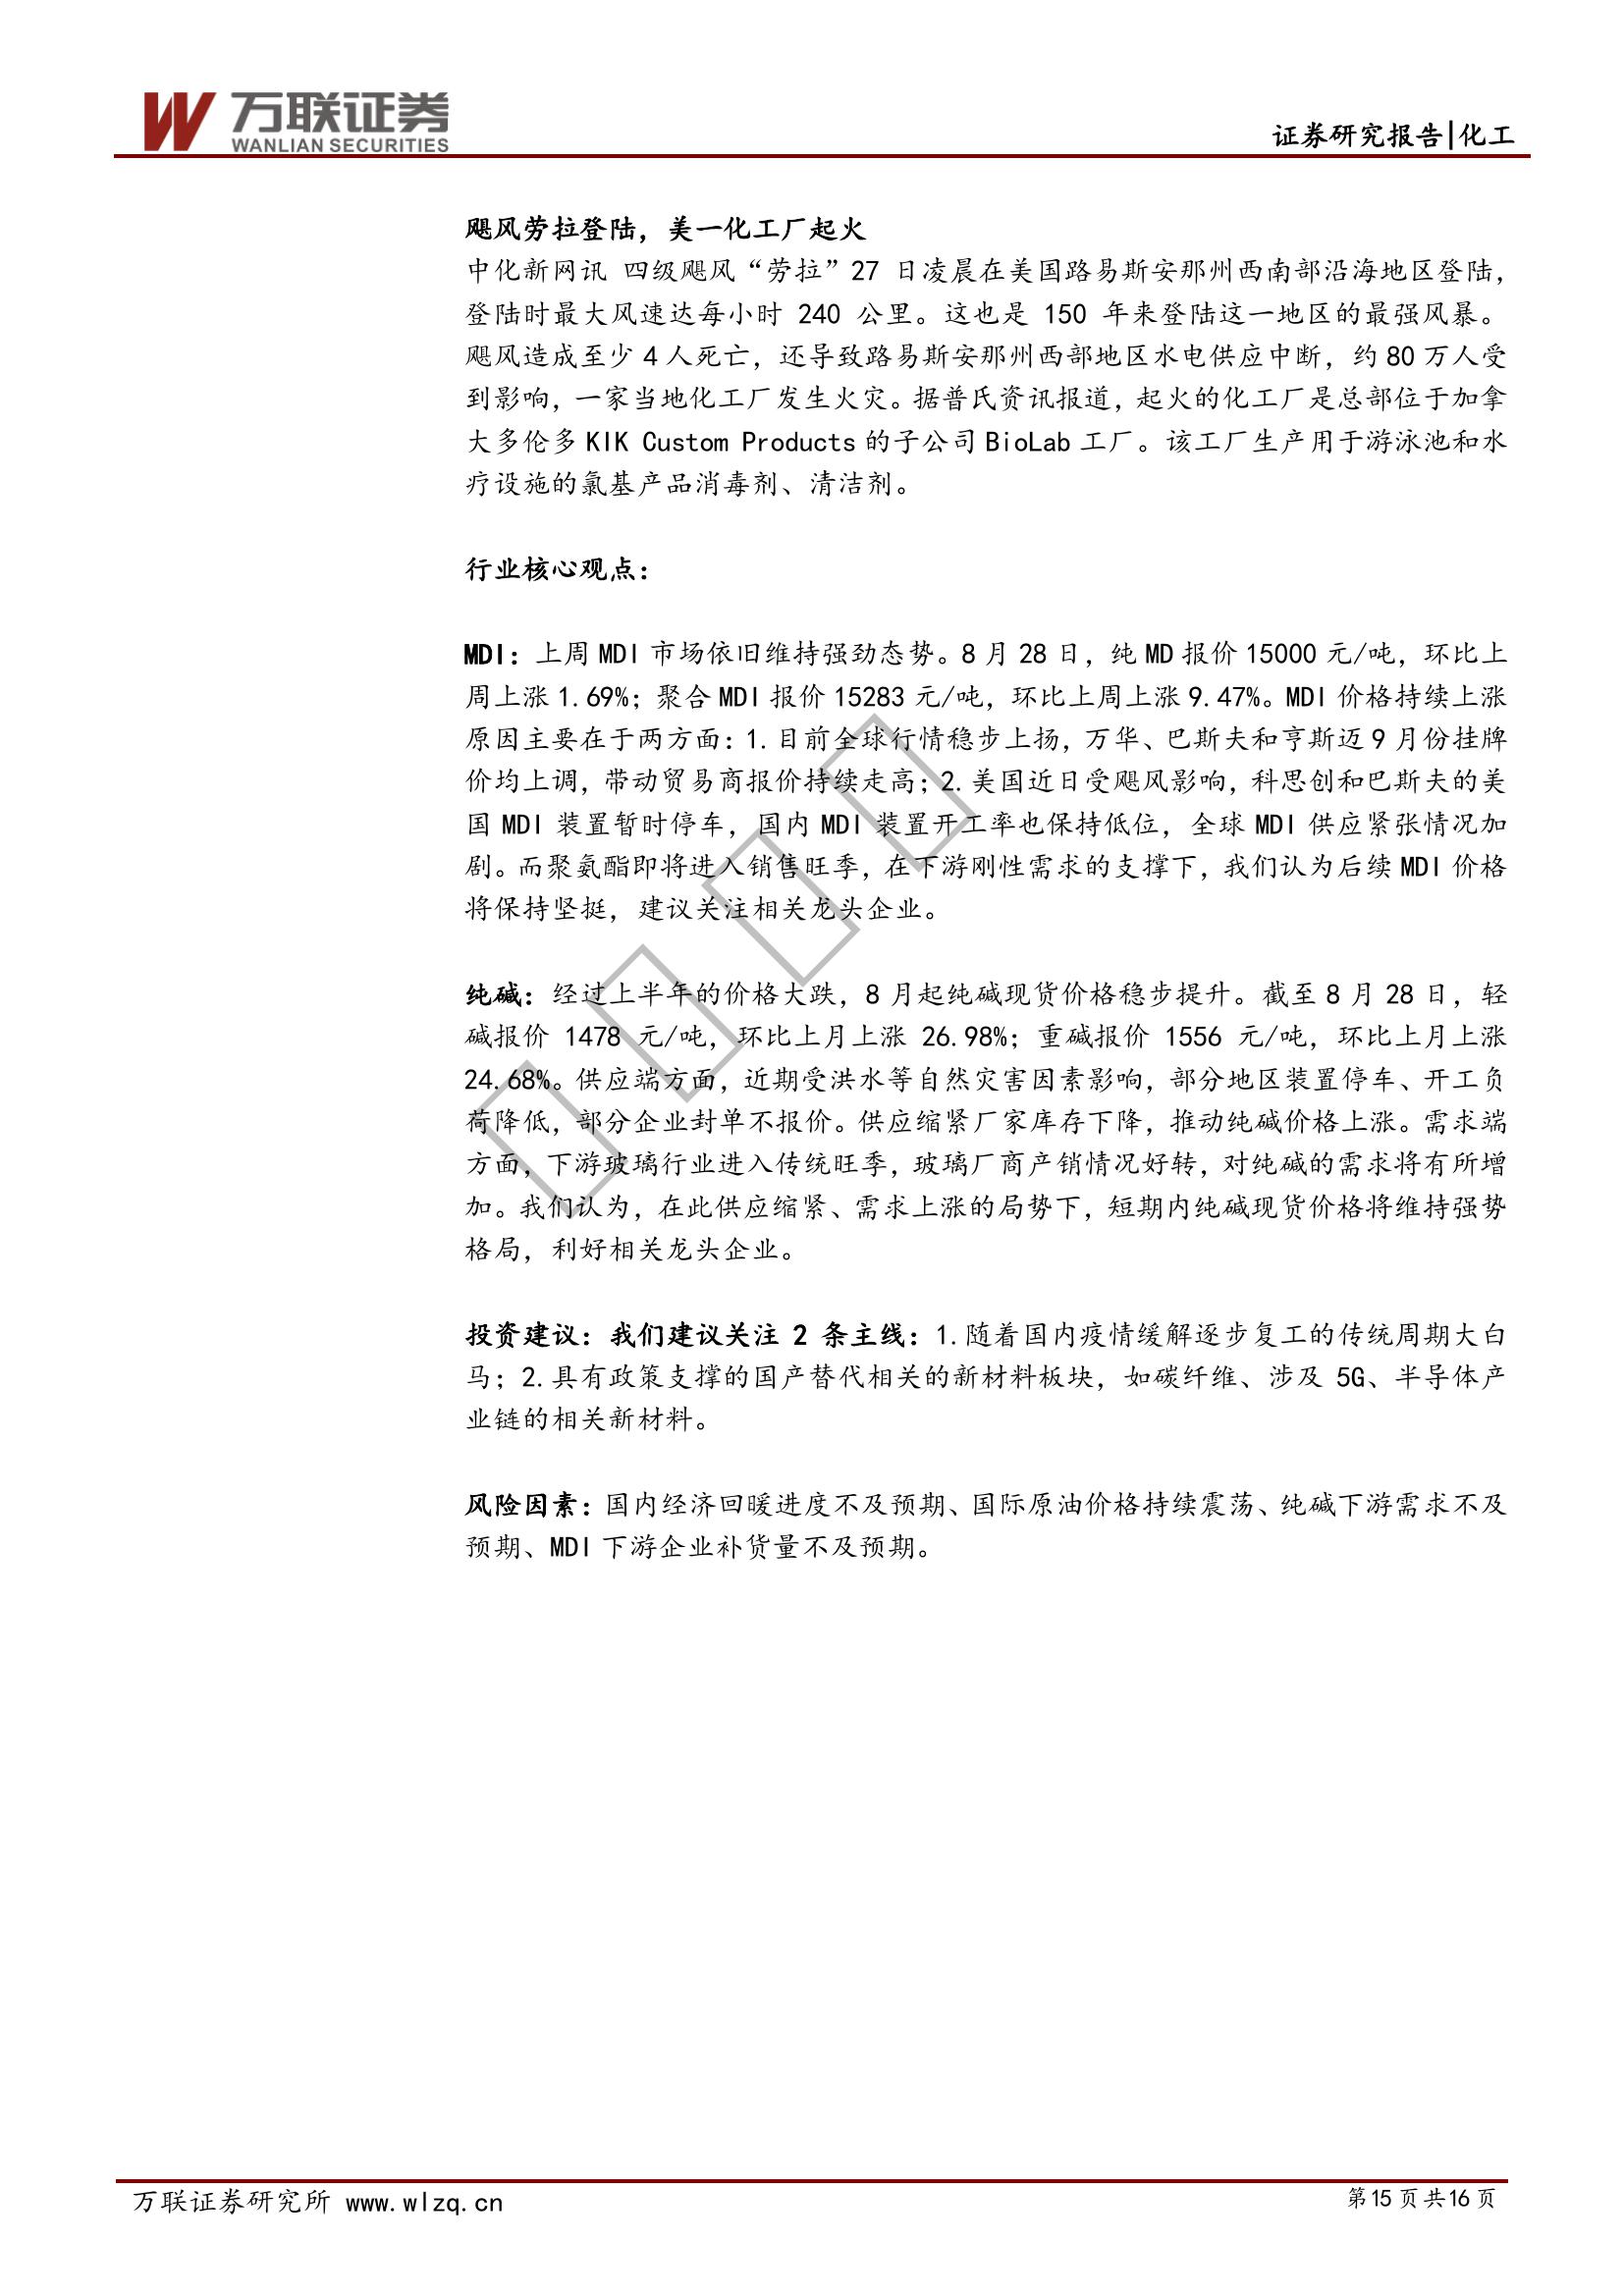 万联证券
WANLIAN SECURITIES
证券研究报告|化工
飓风劳拉登陆，美一化工厂起火
中化新网讯 四级飓风“劳拉”27 日凌晨在美国路易斯安那州西南部沿海地区登陆，
登陆时最大风速达每小时 240 公里。这也是 150 年来登陆这一地区的最强风暴。
飓风造成至少 4 人死亡，还导致路易斯安那州西部地区水电供应中断，约 80 万人受
到影响，一家当地化工厂发生火灾。据普氏资讯报道，起火的化工厂是总部位于加拿
大多伦多 KIK Custom Products 的子公司 BioLab 工厂。该工厂生产用于游泳池和水
疗设施的氯基产品消毒剂、清洁剂。
行业核心观点：
MDI：上周 MDI 市场依旧维持强劲态势。8 月 28 日，纯 MD 报价 15000 元/吨，环比上
周上涨 1.69%；聚合 MDI 报价 15283 元/吨，环比上周上涨 9.47%。MDI 价格持续上涨
原因主要在于两方面：1.目前全球行情稳步上扬，万华、巴斯夫和亨斯迈 9 月份挂牌
价均上调，带动贸易商报价持续走高；2.美国近日受飓风影响，科思创和巴斯夫的美
国 MDI 装置暂时停车，国内 MDI 装置开工率也保持低位，全球 MDI 供应紧张情况加
剧。而聚氨酯即将进入销售旺季，在下游刚性需求的支撑下，我们认为后续 MDI 价格
将保持坚挺，建议关注相关龙头企业。
纯碱：经过上半年的价格大跌，8 月起纯碱现货价格稳步提升。截至 8 月 28 日，轻
碱报价 1478 元/吨，环比上月上涨 26.98%；重碱报价 1556 元/吨，环比上月上涨
24.68%。供应端方面，近期受洪水等自然灾害因素影响，部分地区装置停车、开工负
荷降低，部分企业封单不报价。供应缩紧厂家库存下降，推动纯碱价格上涨。需求端
方面，下游玻璃行业进入传统旺季，玻璃厂商产销情况好转，对纯碱的需求将有所增
加。我们认为，在此供应缩紧、需求上涨的局势下，短期内纯碱现货价格将维持强势
格局，利好相关龙头企业。
投资建议：我们建议关注 2 条主线：1.随着国内疫情缓解逐步复工的传统周期大白
马；2.具有政策支撑的国产替代相关的新材料板块，如碳纤维、涉及 5G、半导体产
业链的相关新材料。
风险因素：国内经济回暖进度不及预期、国际原油价格持续震荡、纯碱下游需求不及
预期、MDI 下游企业补货量不及预期。
万联证券研究所 www.wlzq.cn
第 15 页 共 16 页